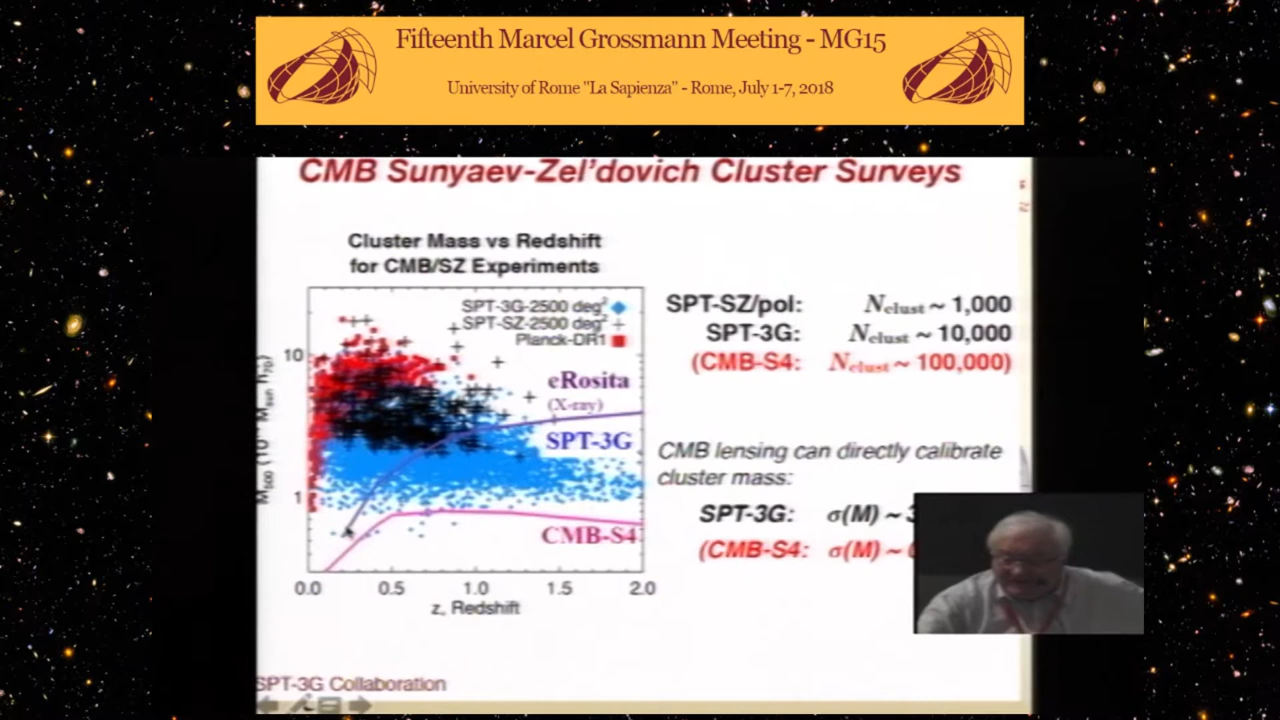 Fifteenth Marcel Grossmann Meeting - MG15
University of Rome "La Sapienza" - Rome, July 1-7, 2018
CMB Sunyaev-Zel'dovich Cluster Surveys
Cluster Mass vs Redshift
for CMB/SZ Experiments
SPT-3G-2500 deg²
SPT-SZ-2500 deg²
Planck-DR1
10
eRosita
(X-ray)
SPT-3G
1
CMB-S4
0.0 0.5 1.0 1.5 2.0
z, Redshift
SPT-SZ/pol: Nclust ~ 1,000
SPT-3G: Nclust ~ 10,000
(CMB-S4: Nclust ~ 100,000)
CMB lensing can directly calibrate
cluster mass:
SPT-3G: σ(M) ~ 3
(CMB-S4: σ(M) ~
SPT-3G Collaboration